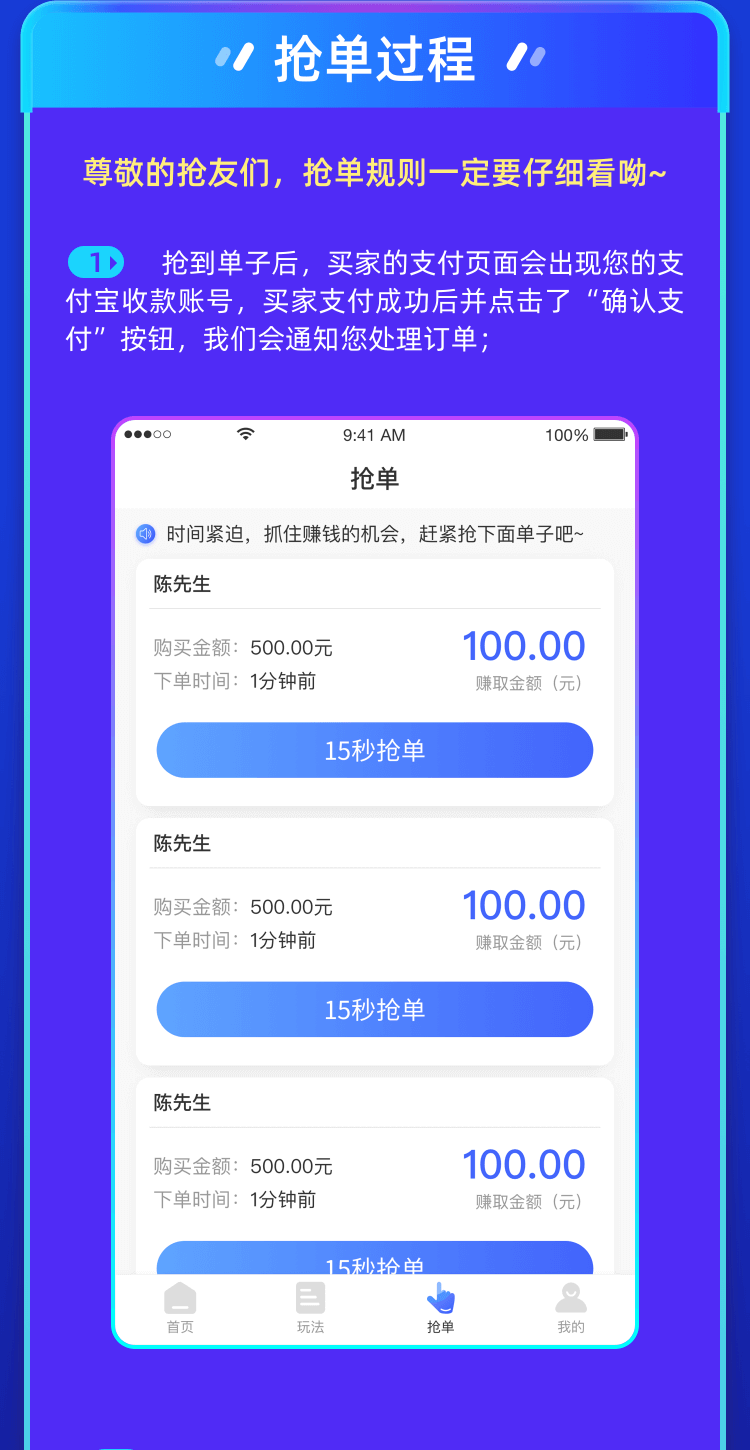 抢单过程
尊敬的抢友们，抢单规则一定要仔细看呦~
1 抢到单子后，买家的支付页面会出现您的支
付宝收款账号，买家支付成功后并点击了“确认支
付”按钮，我们会通知您处理订单；
9:41 AM 100%
抢单
时间紧迫，抓住赚钱的机会，赶紧抢下面单子吧~
陈先生
购买金额：500.00元 100.00
下单时间：1分钟前 赚取金额（元）
15秒抢单
陈先生
购买金额：500.00元 100.00
下单时间：1分钟前 赚取金额（元）
15秒抢单
陈先生
购买金额：500.00元 100.00
下单时间：1分钟前 赚取金额（元）
15秒抢单
首页 玩法 抢单 我的